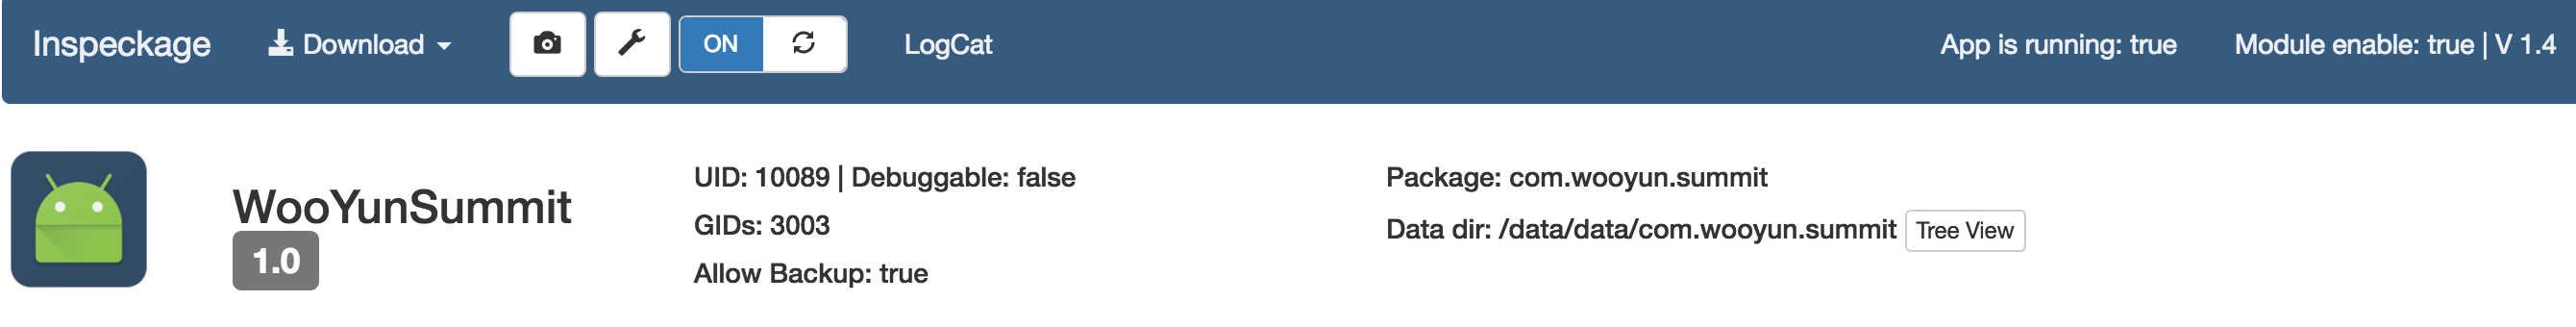 Inspeckage Download ON LogCat App is running: true Module enable: true | V 1.4
WooYunSummit
1.0
UID: 10089 | Debuggable: false
GIDs: 3003
Allow Backup: true
Package: com.wooyun.summit
Data dir: /data/data/com.wooyun.summit Tree View